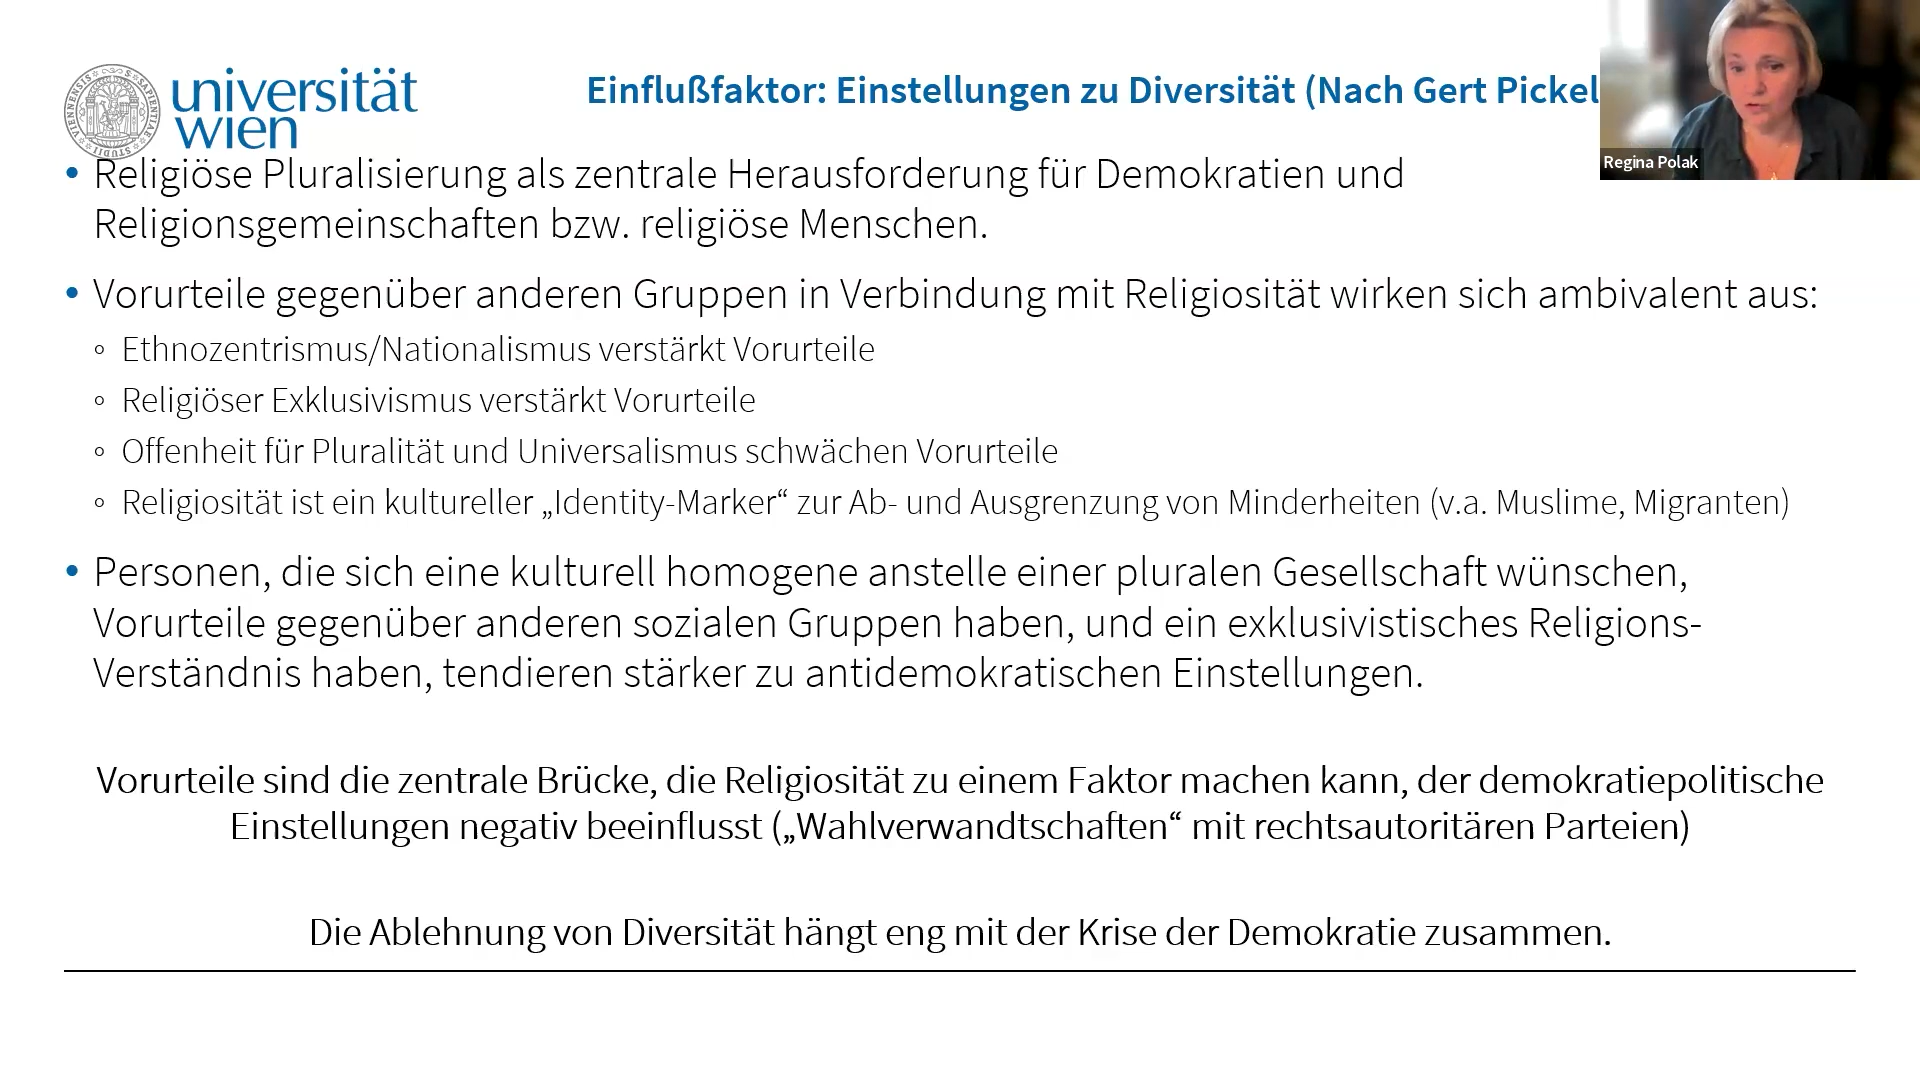 universität
wien
Einflußfaktor: Einstellungen zu Diversität (Nach Gert Pickel
Regina Polak
• Religiöse Pluralisierung als zentrale Herausforderung für Demokratien und
Religionsgemeinschaften bzw. religiöse Menschen.
• Vorurteile gegenüber anderen Gruppen in Verbindung mit Religiosität wirken sich ambivalent aus:
◦ Ethnozentrismus/Nationalismus verstärkt Vorurteile
◦ Religiöser Exklusivismus verstärkt Vorurteile
◦ Offenheit für Pluralität und Universalismus schwächen Vorurteile
◦ Religiosität ist ein kultureller „Identity-Marker“ zur Ab- und Ausgrenzung von Minderheiten (v.a. Muslime, Migranten)
• Personen, die sich eine kulturell homogene anstelle einer pluralen Gesellschaft wünschen,
Vorurteile gegenüber anderen sozialen Gruppen haben, und ein exklusivistisches Religions-
Verständnis haben, tendieren stärker zu antidemokratischen Einstellungen.
Vorurteile sind die zentrale Brücke, die Religiosität zu einem Faktor machen kann, der demokratiepolitische
Einstellungen negativ beeinflusst („Wahlverwandtschaften“ mit rechtsautoritären Parteien)
Die Ablehnung von Diversität hängt eng mit der Krise der Demokratie zusammen.